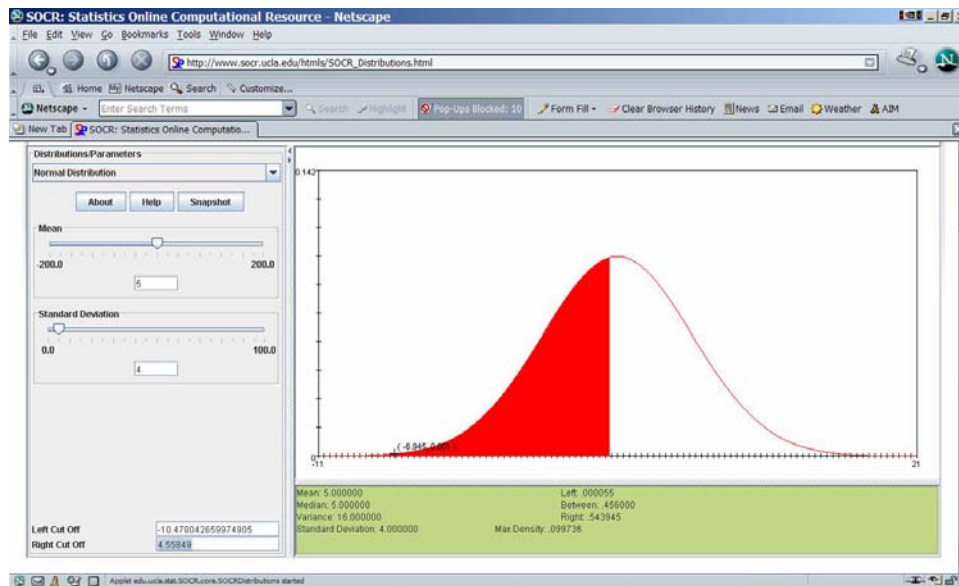 SOCR: Statistics Online Computational Resource - Netscape
File Edit View Go Bookmarks Tools Window Help
http://www.socr.ucla.edu/htmls/SOCR_Distributions.html
Home My Netscape Search Customize...
Netscape Enter Search Terms Search Highlight Pop-Ups Blocked: 10 Form Fill Clear Browser History News Email Weather AIM
New Tab SOCR: Statistics Online Computatio...
Distributions/Parameters
Normal Distribution
About Help Snapshot
Mean
-200.0 200.0
5
Standard Deviation
0.0 100.0
4
Left Cut Off -10.479042659974905
Right Cut Off 4.55849
0.142
0
-11
21
Mean: 5.000000
Median: 5.000000
Variance: 16.000000
Standard Deviation: 4.000000
Max Density: .099736
Left: .000055
Between: .456000
Right: .543945
Applet edu.ucla.stat.SOCR.core.SOCRDistributions started